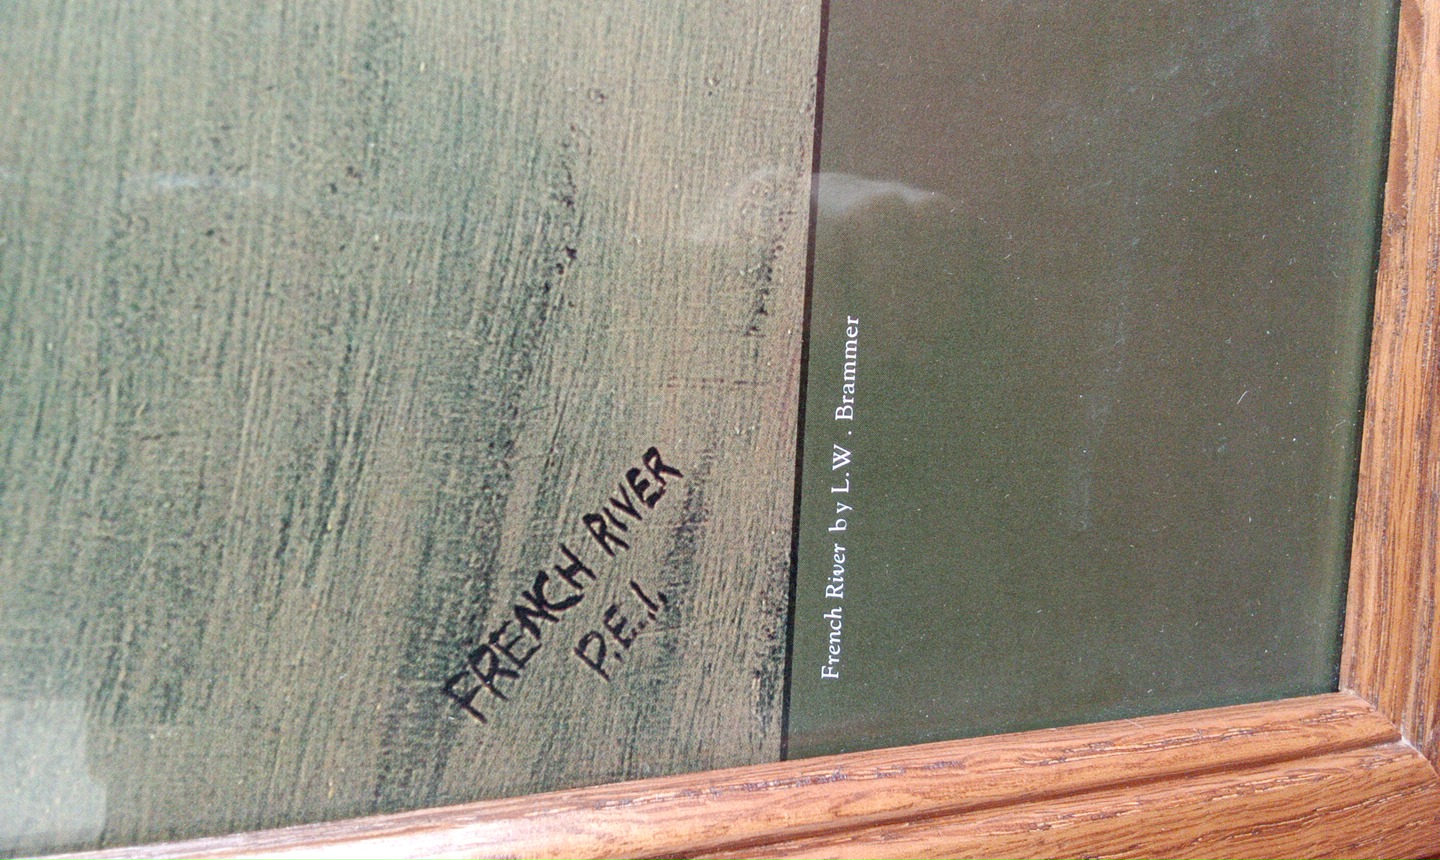 FRENCH RIVER
P.E.I.
French River by L.W. Brammer